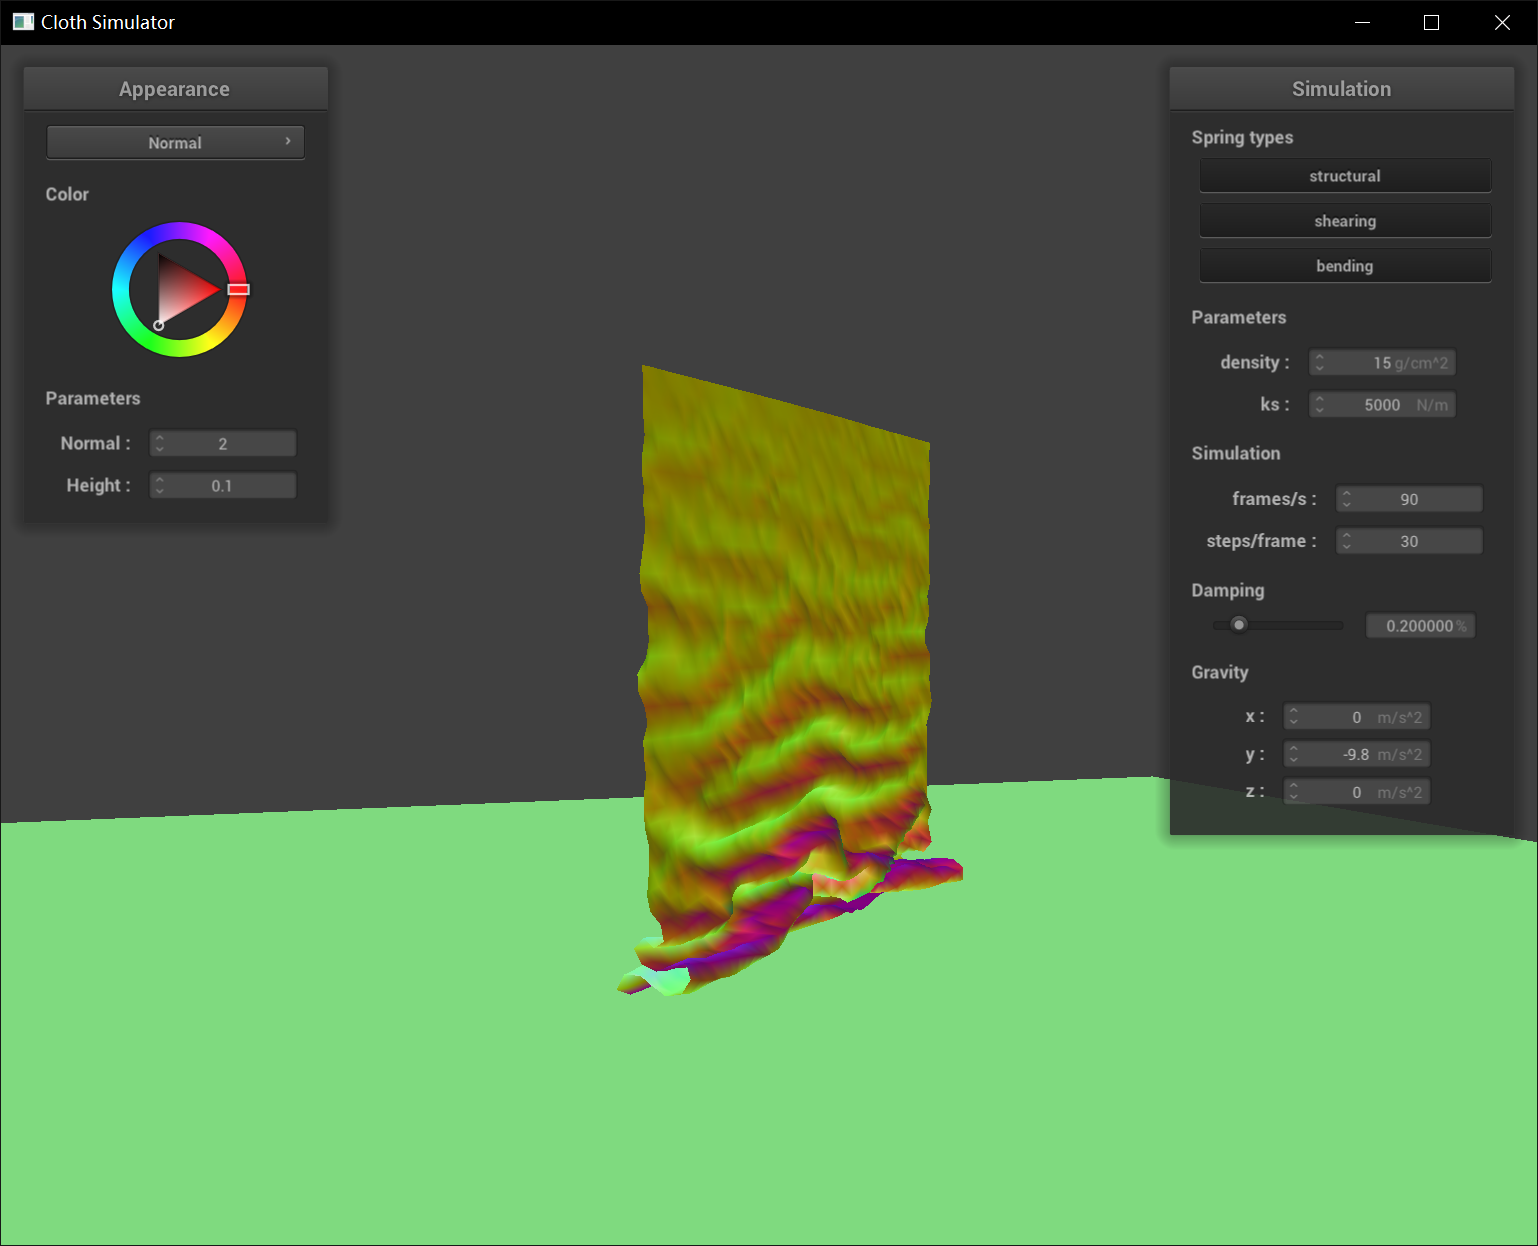 Cloth Simulator
Appearance
Normal
Color
Parameters
Normal : 2
Height : 0.1
Simulation
Spring types
structural
shearing
bending
Parameters
density : 15 g/cm^2
ks : 5000 N/m
Simulation
frames/s : 90
steps/frame : 30
Damping
0.200000 %
Gravity
x : 0 m/s^2
y : -9.8 m/s^2
z : 0 m/s^2